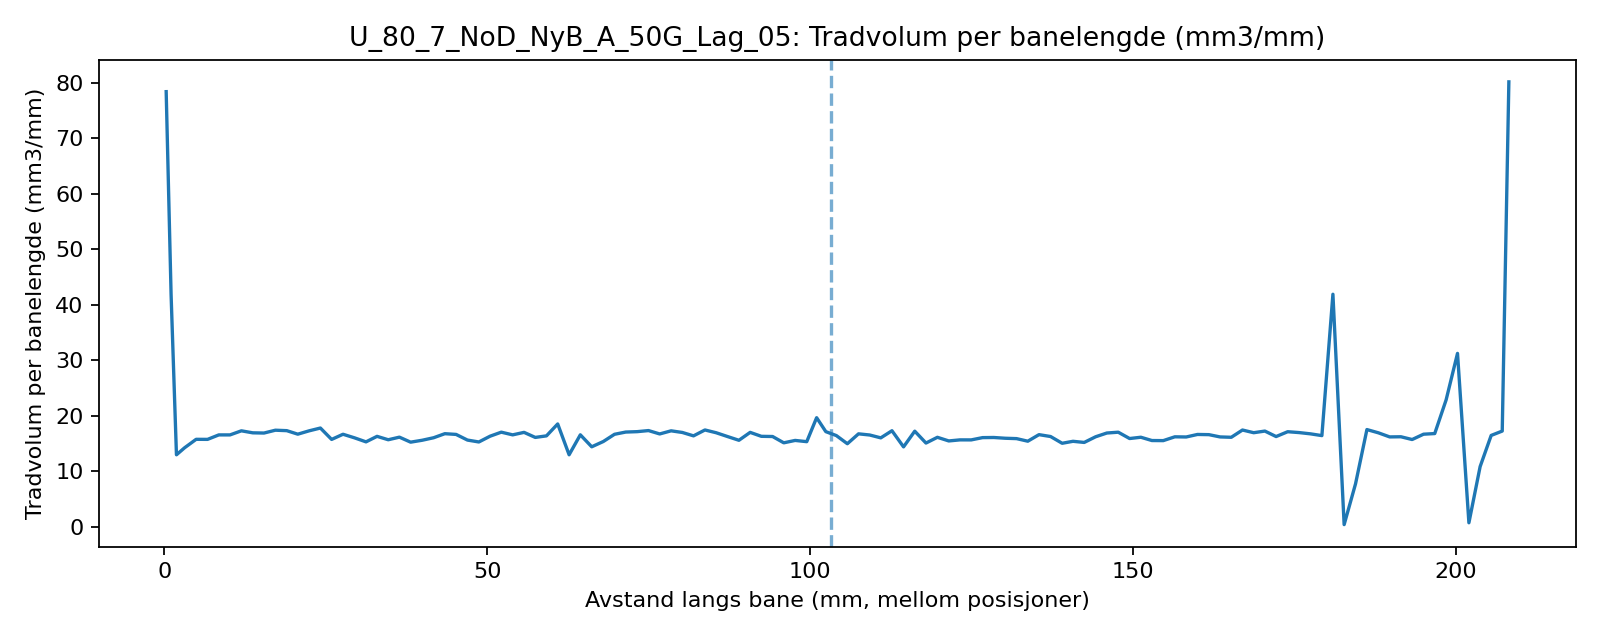 U_80_7_NoD_NyB_A_50G_Lag_05: Tradvolum per banelengde (mm3/mm)
Tradvolum per banelengde (mm3/mm)
80
70
60
50
40
30
20
10
0
0 50 100 150 200
Avstand langs bane (mm, mellom posisjoner)